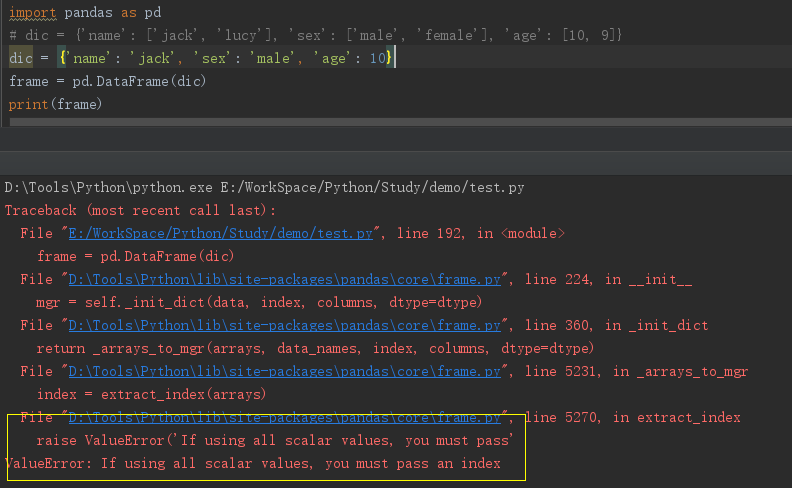 import pandas as pd
# dic = {'name': ['jack', 'lucy'], 'sex': ['male', 'female'], 'age': [10, 9]}
dic = {'name': 'jack', 'sex': 'male', 'age': 10}
frame = pd.DataFrame(dic)
print(frame)
D:\Tools\Python\python.exe E:/WorkSpace/Python/Study/demo/test.py
Traceback (most recent call last):
  File "E:/WorkSpace/Python/Study/demo/test.py", line 192, in <module>
    frame = pd.DataFrame(dic)
  File "D:\Tools\Python\lib\site-packages\pandas\core\frame.py", line 224, in __init__
    mgr = self._init_dict(data, index, columns, dtype=dtype)
  File "D:\Tools\Python\lib\site-packages\pandas\core\frame.py", line 360, in _init_dict
    return _arrays_to_mgr(arrays, data_names, index, columns, dtype=dtype)
  File "D:\Tools\Python\lib\site-packages\pandas\core\frame.py", line 5231, in _arrays_to_mgr
    index = extract_index(arrays)
  File "D:\Tools\Python\lib\site-packages\pandas\core\frame.py", line 5270, in extract_index
    raise ValueError('If using all scalar values, you must pass'
ValueError: If using all scalar values, you must pass an index